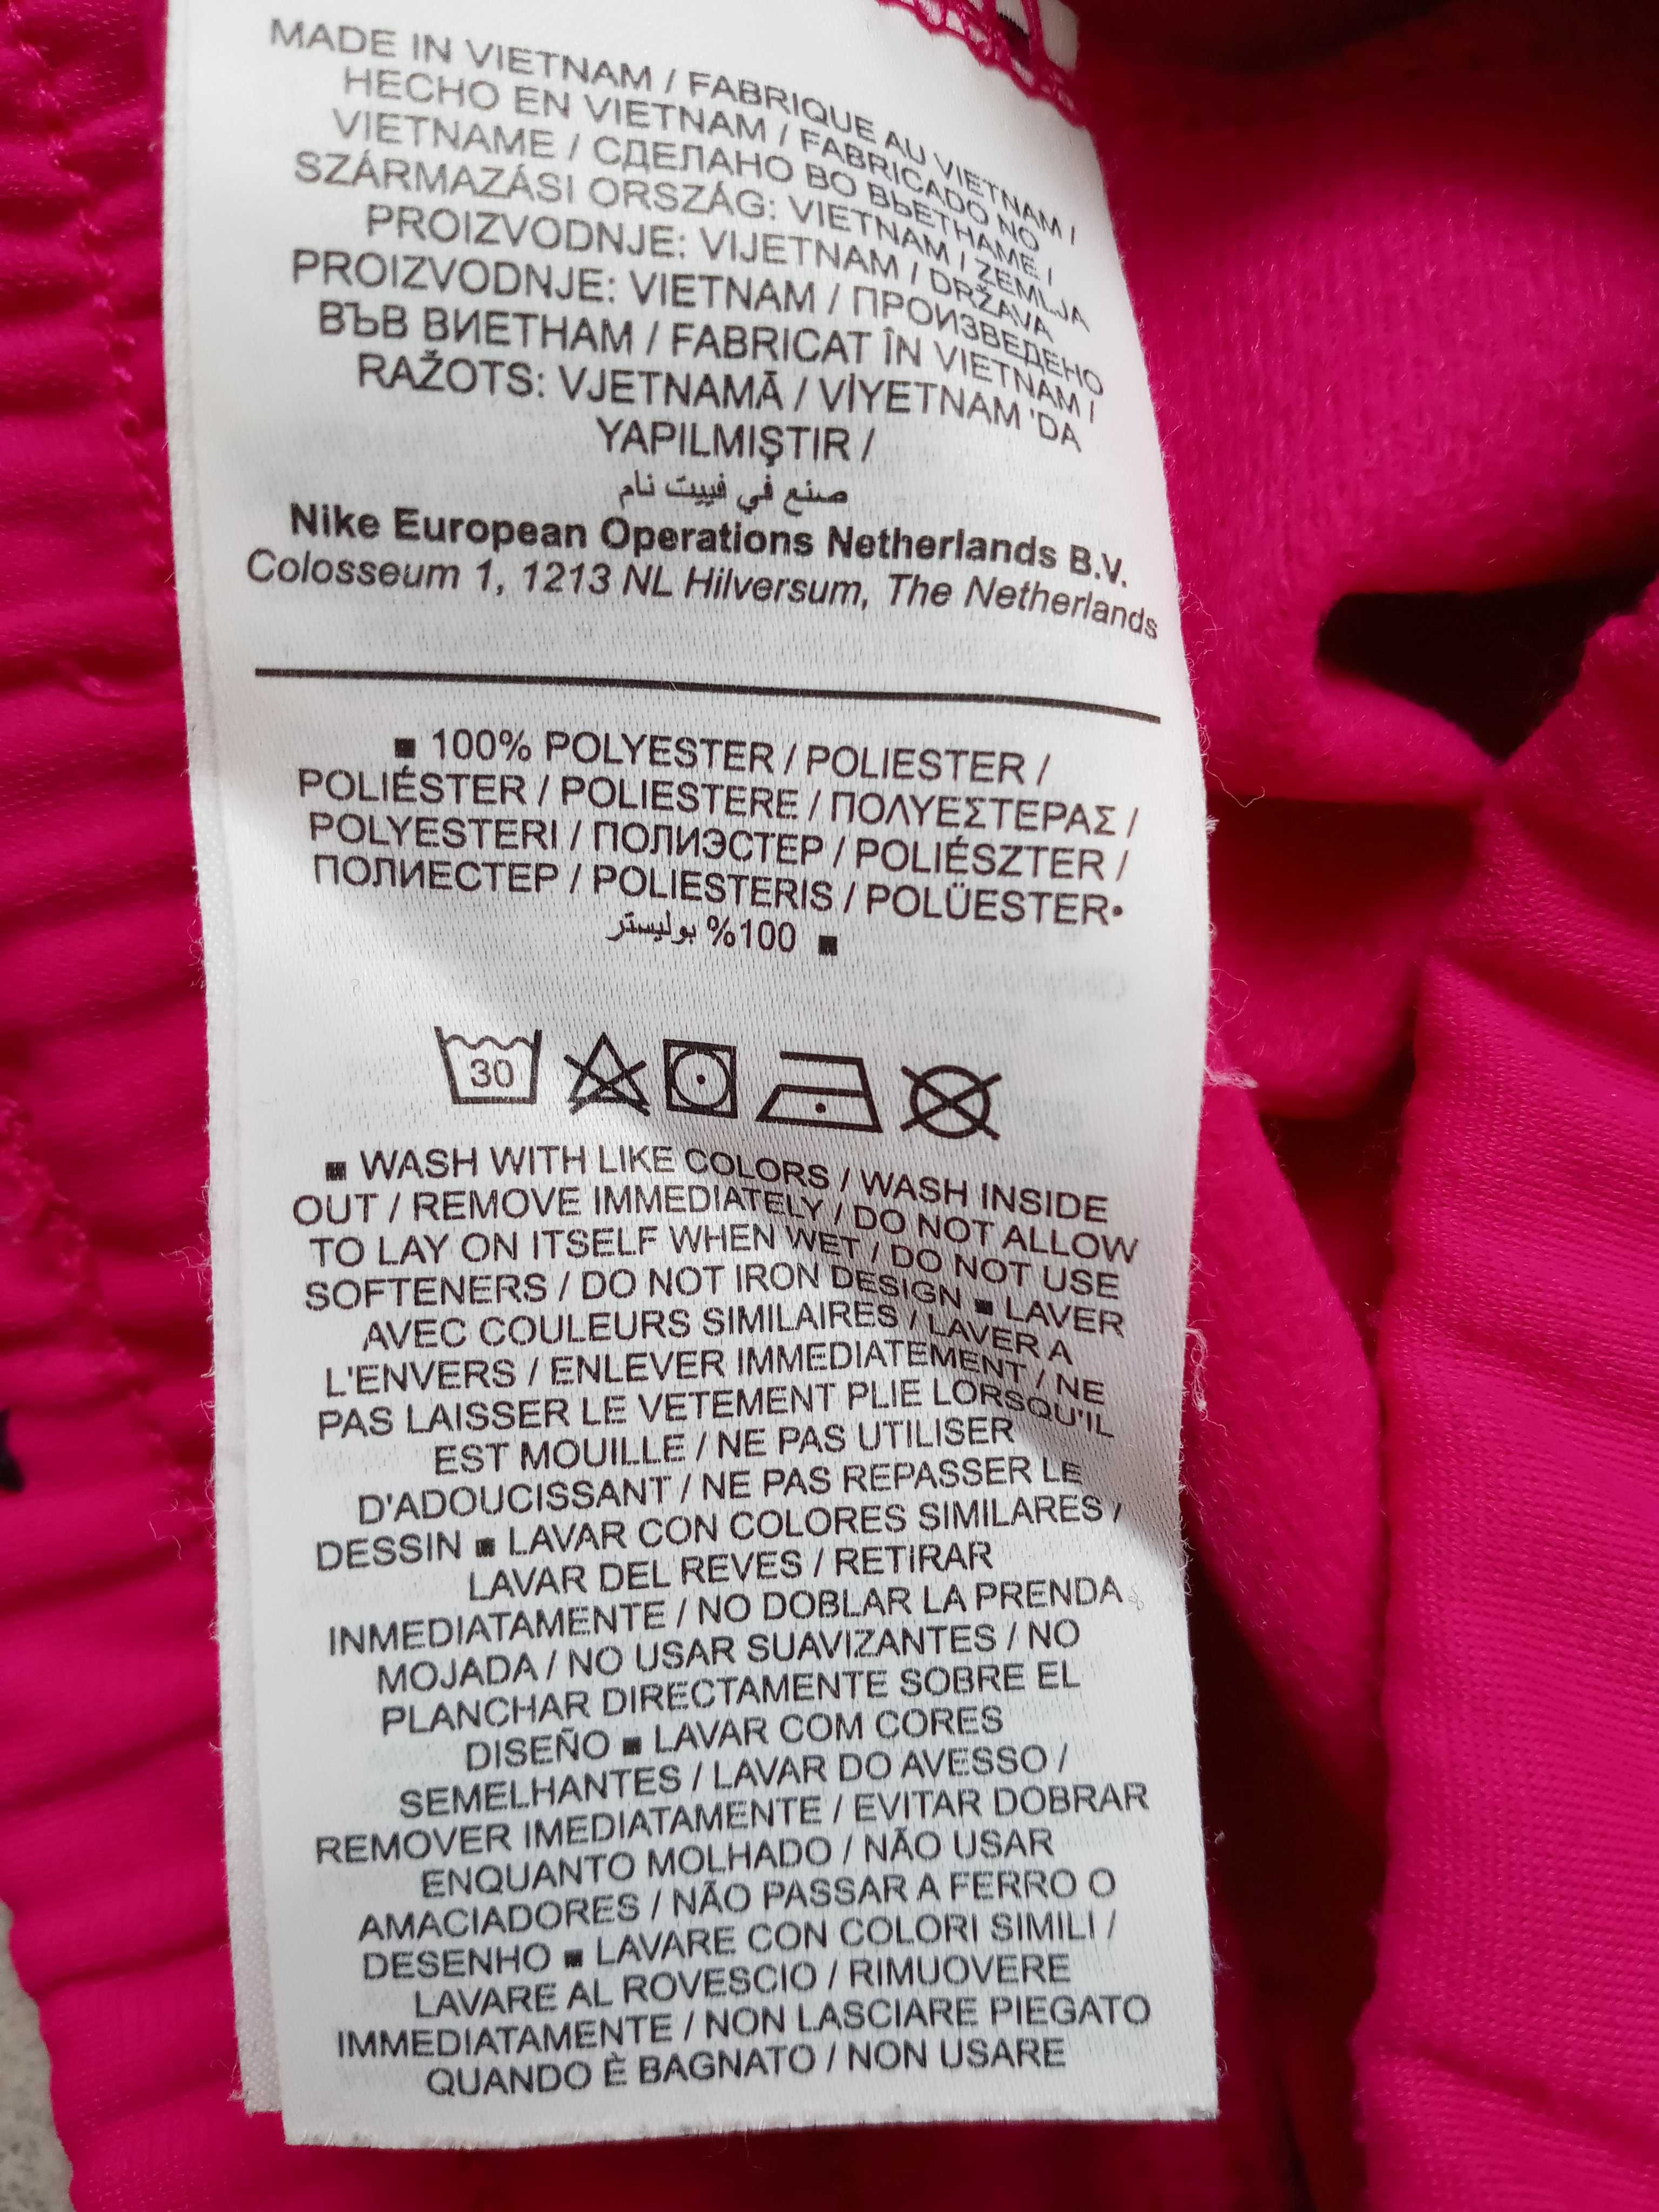 MADE IN VIETNAM / FABRIQUE AU VIETNAM /
HECHO EN VIETNAM / FABRICADO NO
VIETNAME / СДЕЛАНО ВО ВЬЕТНАМЕ /
SZÁRMAZÁSI ORSZÁG: VIETNAM / ZEMLJA
PROIZVODNJE: VIJETNAM / DRŽAVA
PROIZVODNJE: VIETNAM / ПРОИЗВЕДЕНО
ВЪВ ВИЕТНАМ / FABRICAT ÎN VIETNAM /
RAŽOTS: VJETNAMĀ / VİYETNAM 'DA
YAPILMIŞTIR /
صنع في فييت نام
Nike European Operations Netherlands B.V.
Colosseum 1, 1213 NL Hilversum, The Netherlands
■ 100% POLYESTER / POLIESTER /
POLIÉSTER / POLIESTERE / ΠΟΛΥΕΣΤΕΡΑΣ /
POLYESTERI / ПОЛИЭСТЕР / POLIÉSZTER /
ПОЛИЕСТЕР / POLIESTERIS / POLÜESTER•
■ 100% بوليستر
30
■ WASH WITH LIKE COLORS / WASH INSIDE
OUT / REMOVE IMMEDIATELY / DO NOT ALLOW
TO LAY ON ITSELF WHEN WET / DO NOT USE
SOFTENERS / DO NOT IRON DESIGN ■ LAVER
AVEC COULEURS SIMILAIRES / LAVER A
L'ENVERS / ENLEVER IMMEDIATEMENT / NE
PAS LAISSER LE VETEMENT PLIE LORSQU'IL
EST MOUILLE / NE PAS UTILISER
D'ADOUCISSANT / NE PAS REPASSER LE
DESSIN ■ LAVAR CON COLORES SIMILARES /
LAVAR DEL REVES / RETIRAR
INMEDIATAMENTE / NO DOBLAR LA PRENDA
MOJADA / NO USAR SUAVIZANTES / NO
PLANCHAR DIRECTAMENTE SOBRE EL
DISEÑO ■ LAVAR COM CORES
SEMELHANTES / LAVAR DO AVESSO /
REMOVER IMEDIATAMENTE / EVITAR DOBRAR
ENQUANTO MOLHADO / NÃO USAR
AMACIADORES / NÃO PASSAR A FERRO O
DESENHO ■ LAVARE CON COLORI SIMILI /
LAVARE AL ROVESCIO / RIMUOVERE
IMMEDIATAMENTE / NON LASCIARE PIEGATO
QUANDO È BAGNATO / NON USARE